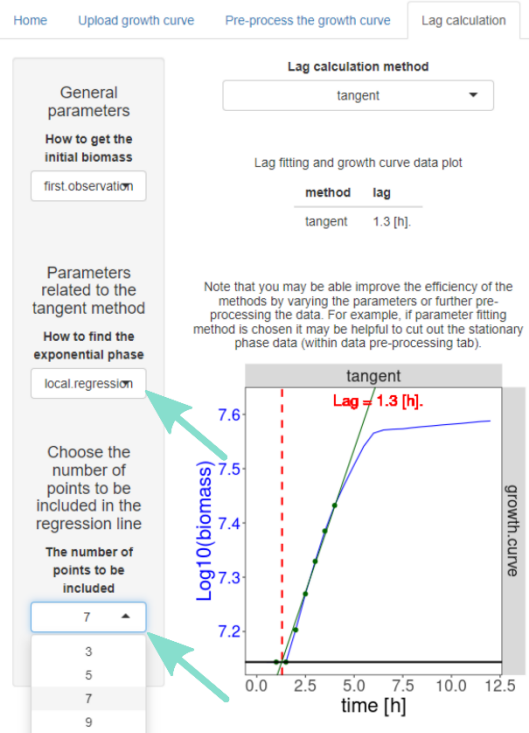 Home Upload growth curve Pre-process the growth curve Lag calculation
General
parameters
How to get the
initial biomass
first.observation
Parameters
related to the
tangent method
How to find the
exponential phase
local.regression
Choose the
number of
points to be
included in the
regression line
The number of
points to be
included
7
3
5
7
9
Lag calculation method
tangent
Lag fitting and growth curve data plot
method lag
tangent 1.3 [h].
Note that you may be able improve the efficiency of the
methods by varying the parameters or further pre-
processing the data. For example, if parameter fitting
method is chosen it may be helpful to cut out the stationary
phase data (within data pre-processing tab).
tangent
Lag = 1.3 [h].
7.6
7.5
7.4
7.3
7.2
Log10(biomass)
growth.curve
0.0 2.5 5.0 7.5 10.0 12.5
time [h]